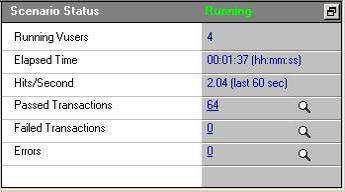 Scenario Status Running
Running Vusers 4
Elapsed Time 00:01:37 (hh:mm:ss)
Hits/Second 2.04 (last 60 sec)
Passed Transactions 64
Failed Transactions 0
Errors 0